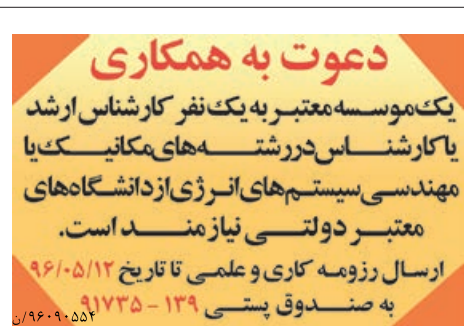 دعوت به همکاری
یک موسسه معتبر به یک نفر کارشناس ارشد
یا کارشناس در رشته های مکانیک یا
مهندسی سیستم های انرژی از دانشگاه های
معتبر دولتی نیازمند است.
ارسال رزومه کاری و علمی تا تاریخ ۹۶/۰۵/۱۲
به صندوق پستی ۱۳۹ - ۹۱۷۳۵
۹۶۰۹۰۵۵۴/ن